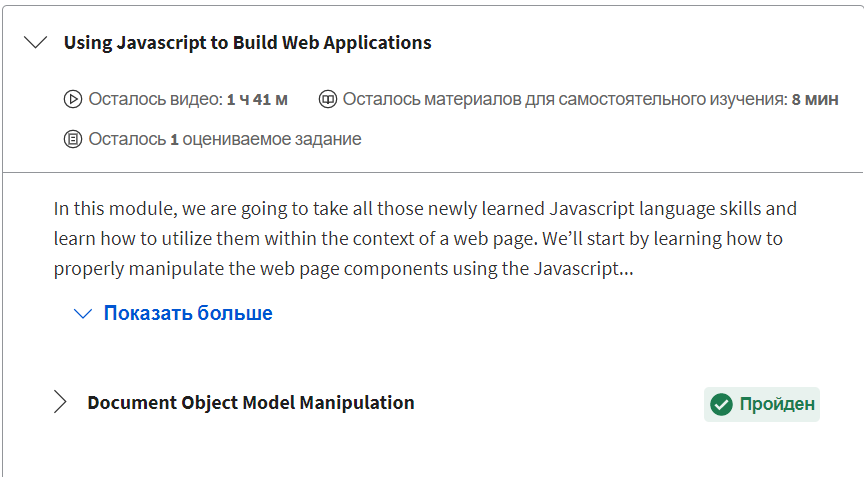 Using Javascript to Build Web Applications
Осталось видео: 1 ч 41 м Осталось материалов для самостоятельного изучения: 8 мин
Осталось 1 оцениваемое задание
In this module, we are going to take all those newly learned Javascript language skills and
learn how to utilize them within the context of a web page. We’ll start by learning how to
properly manipulate the web page components using the Javascript...
Показать больше
Document Object Model Manipulation Пройден